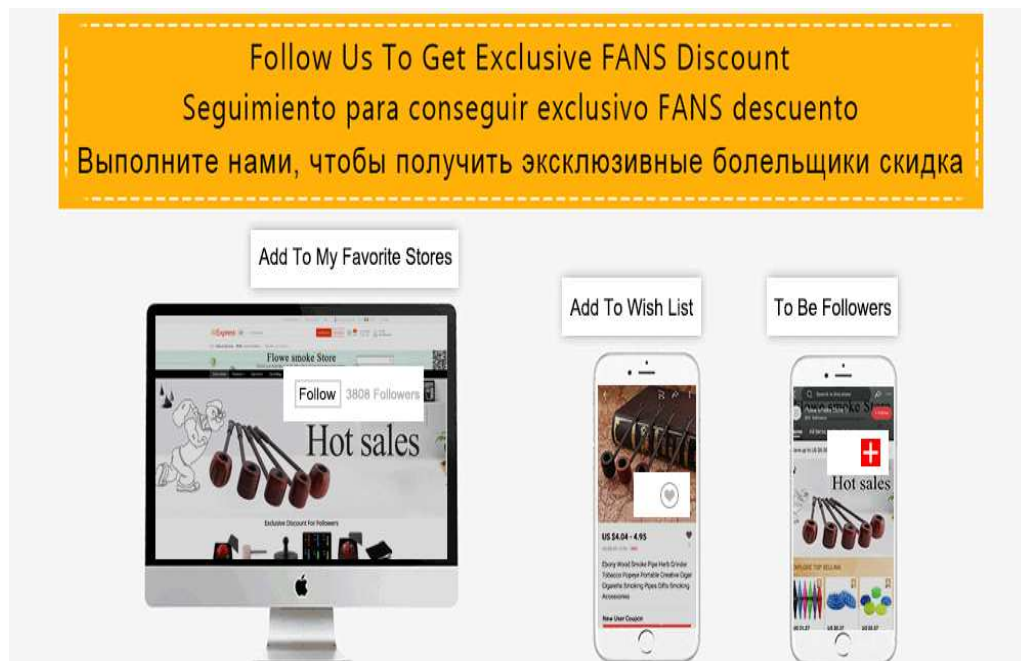 Follow Us To Get Exclusive FANS Discount
Seguimiento para conseguir exclusivo FANS descuento
Выполните нами, чтобы получить эксклюзивные болельщики скидка
Add To My Favorite Stores
Add To Wish List
To Be Followers
Flowe smoke Store
Follow 3808 Followers
Hot sales
Exclusive Discount For Followers
US $4.04 - 4.95
Ebony Wood Smoke Pipe Herb Grinder
Tobacco Popeye Portable Creative Cigar
Cigarette Smoking Pipes Gifts Smoking
Accessories
New User Coupon
Hot sales